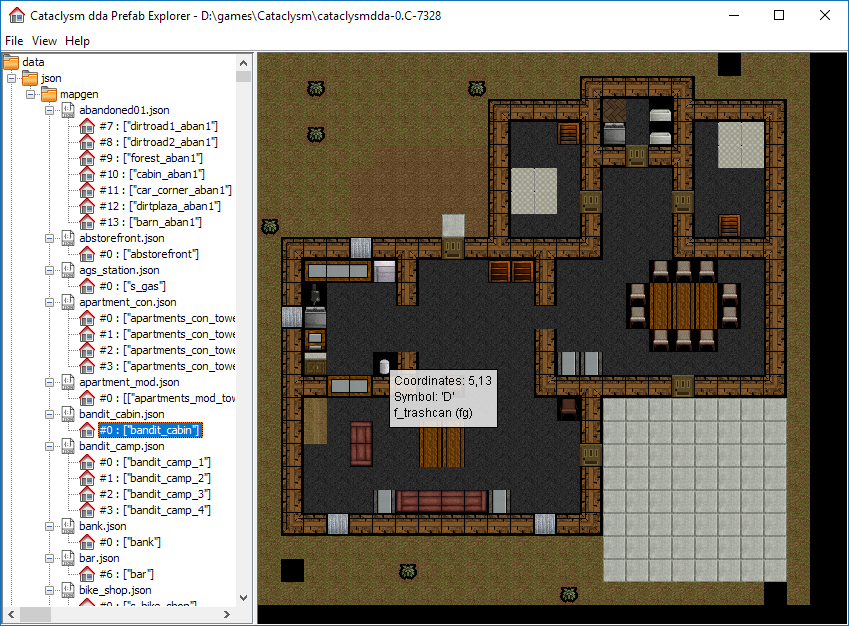 Cataclysm dda Prefab Explorer - D:\games\Cataclysm\cataclysmdda-0.C-7328
File View Help
data
json
mapgen
abandoned01.json
#7 : ["dirtroad1_aban1"]
#8 : ["dirtroad2_aban1"]
#9 : ["forest_aban1"]
#10 : ["cabin_aban1"]
#11 : ["car_corner_aban1"]
#12 : ["dirtplaza_aban1"]
#13 : ["barn_aban1"]
abstorefront.json
#0 : ["abstorefront"]
ags_station.json
#0 : ["s_gas"]
apartment_con.json
#0 : ["apartments_con_towe
#1 : ["apartments_con_towe
#2 : ["apartments_con_towe
#3 : ["apartments_con_towe
apartment_mod.json
#0 : [["apartments_mod_tow
bandit_cabin.json
#0 : ["bandit_cabin"]
bandit_camp.json
#0 : ["bandit_camp_1"]
#1 : ["bandit_camp_2"]
#2 : ["bandit_camp_3"]
#3 : ["bandit_camp_4"]
bank.json
#0 : ["bank"]
bar.json
#6 : ["bar"]
bike_shop.json
#0 : ["s_bike_shop"]
Coordinates: 5,13
Symbol: 'D'
f_trashcan (fg)